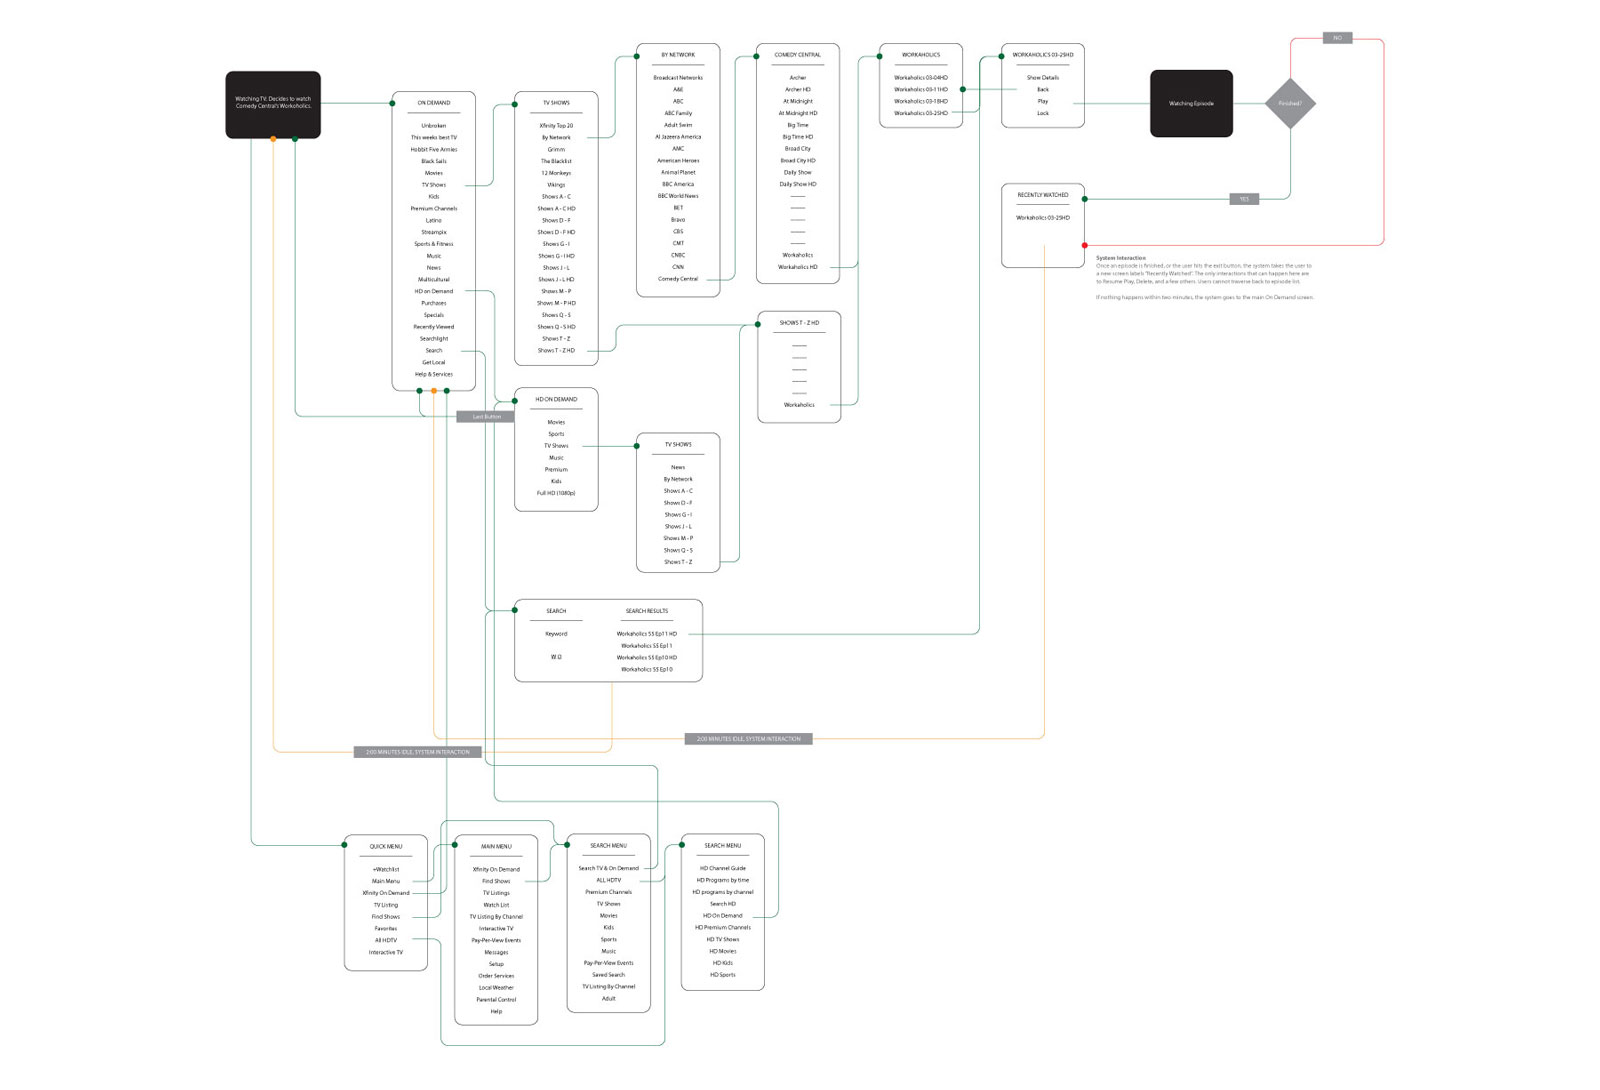 Watching TV. Decides to watch
Comedy Central's Workoholics.
ON DEMAND
Unbroken
This weeks best TV
Hobbit Five Armies
Black Sails
Movies
TV Shows
Kids
Premium Channels
Latino
Streampix
Sports & Fitness
Music
News
Multicultural
HD on Demand
Purchases
Specials
Recently Viewed
Searchlight
Search
Get Local
Help & Services
TV SHOWS
Xfinity Top 20
By Network
Grimm
The Blacklist
12 Monkeys
Vikings
Shows A - C
Shows A - C HD
Shows D - F
Shows D - F HD
Shows G - I
Shows G - I HD
Shows J - L
Shows J - L HD
Shows M - P
Shows M - P HD
Shows Q - S
Shows Q - S HD
Shows T - Z
Shows T - Z HD
BY NETWORK
Broadcast Networks
A&E
ABC
ABC Family
Adult Swim
Al Jazeera America
AMC
American Heroes
Animal Planet
BBC America
BBC World News
BET
Bravo
CBS
CMT
CNBC
CNN
Comedy Central
COMEDY CENTRAL
Archer
Archer HD
At Midnight
At Midnight HD
Big Time
Big Time HD
Broad City
Broad City HD
Daily Show
Daily Show HD
Workaholics
Workaholics HD
WORKAHOLICS
Workaholics 03-04HD
Workaholics 03-11HD
Workaholics 03-18HD
Workaholics 03-25HD
WORKAHOLICS 03-25HD
Show Details
Back
Play
Lock
Watching Episode
Finished?
NO
YES
RECENTLY WATCHED
Workaholics 03-25HD
System Interaction
Once an episode is finished, or the user hits the exit button, the system takes the user to
a new screen labels "Recently Watched". The only interactions that can happen here are
to Resume Play, Delete, and a few others. Users cannot traverse back to episode list.
If nothing happens within two minutes, the system goes to the main On Demand screen.
SHOWS T - Z HD
Workaholics
Last Button
HD ON DEMAND
Movies
Sports
TV Shows
Music
Premium
Kids
Full HD (1080p)
TV SHOWS
News
By Network
Shows A - C
Shows D - F
Shows G - I
Shows J - L
Shows M - P
Shows Q - S
Shows T - Z
SEARCH
Keyword
SEARCH RESULTS
Workaholics S5 Ep11 HD
Workaholics S5 Ep11
Workaholics S5 Ep10 HD
Workaholics S5 Ep10
2:00 MINUTES IDLE, SYSTEM INTERACTION
2:00 MINUTES IDLE, SYSTEM INTERACTION
QUICK MENU
+Watchlist
Main Menu
Xfinity On Demand
TV Listing
Find Shows
Favorites
All HDTV
Interactive TV
MAIN MENU
Xfinity On Demand
Find Shows
TV Listings
Watch List
TV Listing By Channel
Interactive TV
Pay-Per-View Events
Messages
Setup
Order Services
Local Weather
Parental Control
Help
SEARCH MENU
Search TV & On Demand
ALL HDTV
Premium Channels
TV Shows
Movies
Kids
Sports
Music
Pay-Per-View Events
Saved Search
TV Listing By Channel
Adult
SEARCH MENU
HD Channel Guide
HD Programs by time
HD programs by channel
Search HD
HD On Demand
HD Premium Channels
HD TV Shows
HD Movies
HD Kids
HD Sports